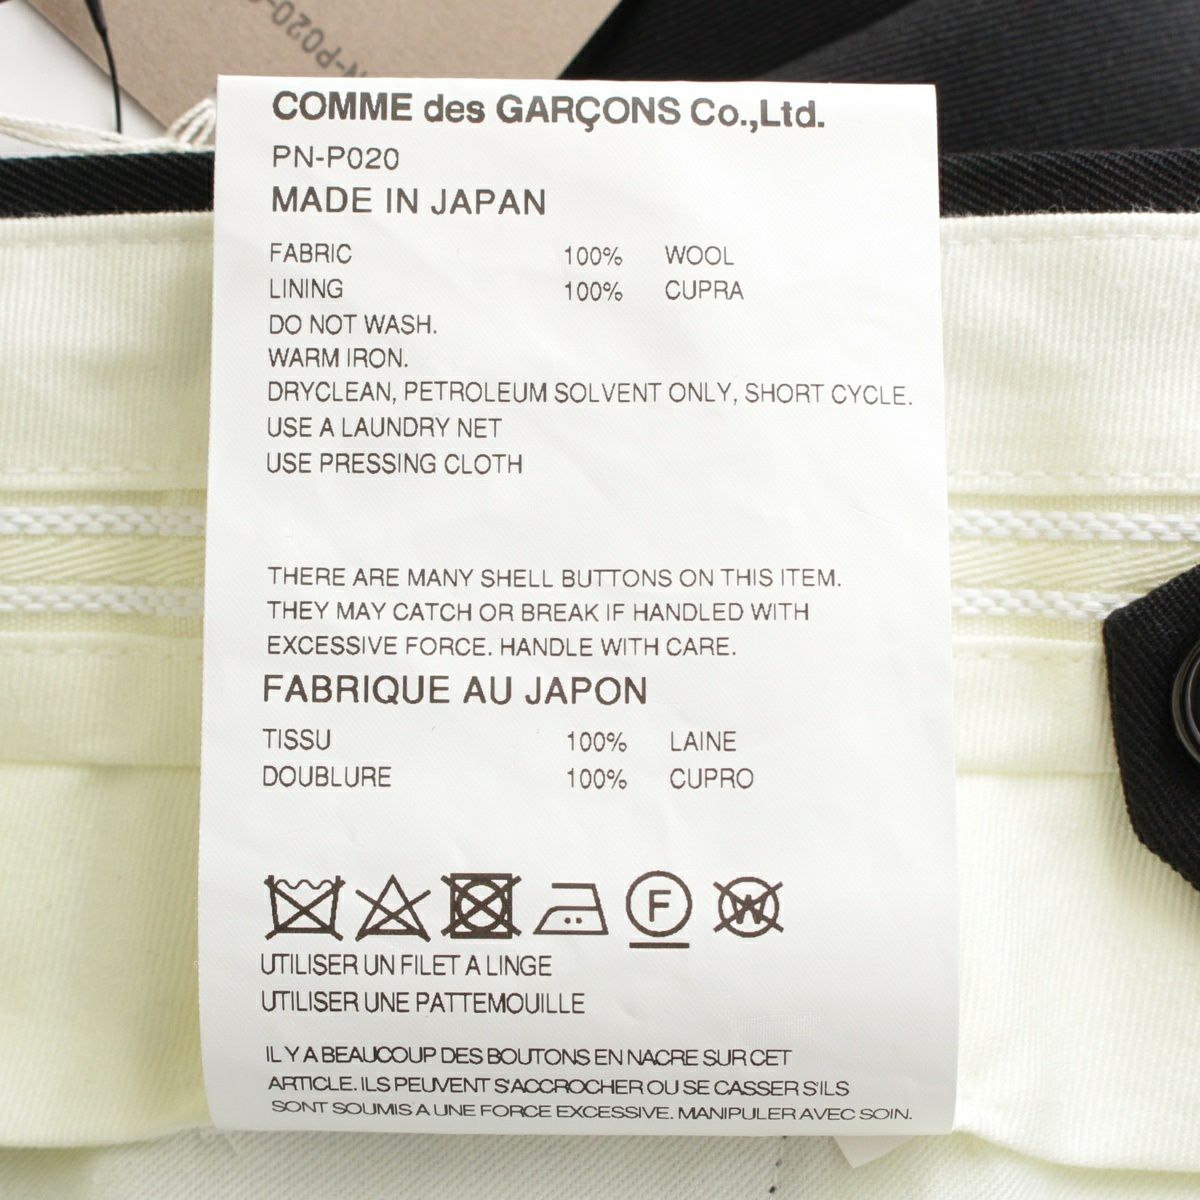 N-P020-0
COMME des GARÇONS Co.,Ltd.
PN-P020
MADE IN JAPAN
FABRIC 100% WOOL
LINING 100% CUPRA
DO NOT WASH.
WARM IRON.
DRYCLEAN, PETROLEUM SOLVENT ONLY, SHORT CYCLE.
USE A LAUNDRY NET
USE PRESSING CLOTH
THERE ARE MANY SHELL BUTTONS ON THIS ITEM.
THEY MAY CATCH OR BREAK IF HANDLED WITH
EXCESSIVE FORCE. HANDLE WITH CARE.
FABRIQUE AU JAPON
TISSU 100% LAINE
DOUBLURE 100% CUPRO
F W
UTILISER UN FILET A LINGE
UTILISER UNE PATTEMOUILLE
IL Y A BEAUCOUP DES BOUTONS EN NACRE SUR CET
ARTICLE. ILS PEUVENT S'ACCROCHER OU SE CASSER S'ILS
SONT SOUMIS A UNE FORCE EXCESSIVE. MANIPULER AVEC SOIN.